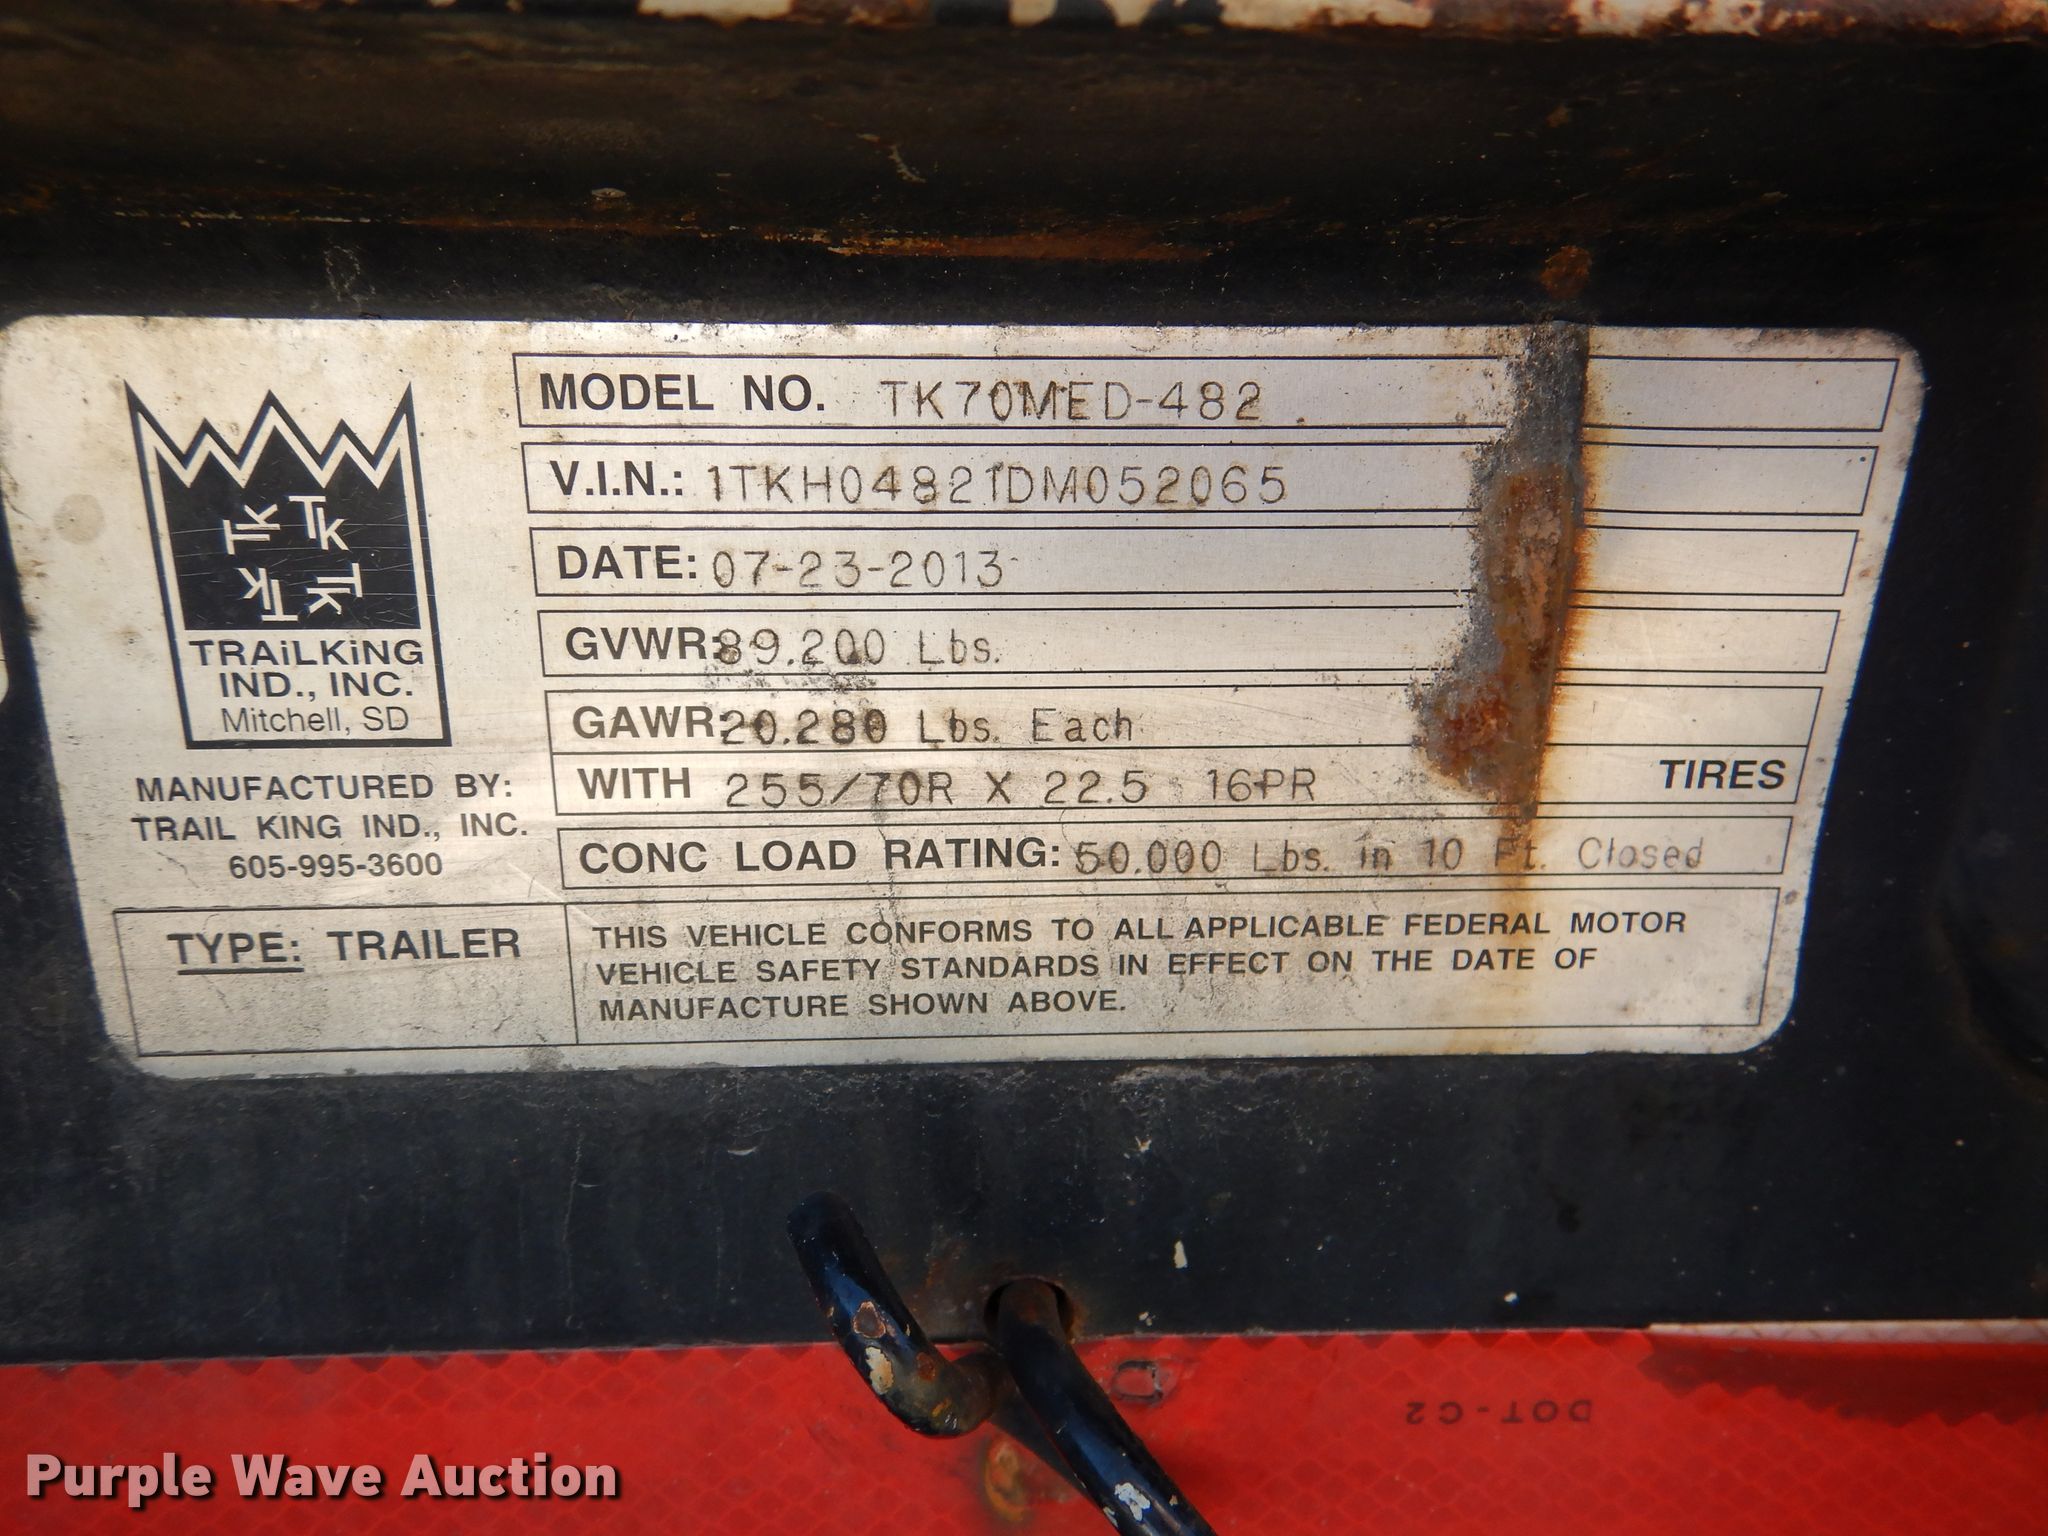 MODEL NO. TK70MED-482
V.I.N.: 1TKH04821DM052065
DATE: 07-23-2013
GVWR: 89.200 Lbs.
GAWR: 20.280 Lbs. Each
WITH 255/70R X 22.5 16PR TIRES
CONC LOAD RATING: 50.000 Lbs. in 10 Ft. Closed
TK TK
TK TK
TRAiLKiNG
IND., INC.
Mitchell, SD
MANUFACTURED BY:
TRAIL KING IND., INC.
605-995-3600
TYPE: TRAILER
THIS VEHICLE CONFORMS TO ALL APPLICABLE FEDERAL MOTOR
VEHICLE SAFETY STANDARDS IN EFFECT ON THE DATE OF
MANUFACTURE SHOWN ABOVE.
DOT-C2
Purple Wave Auction